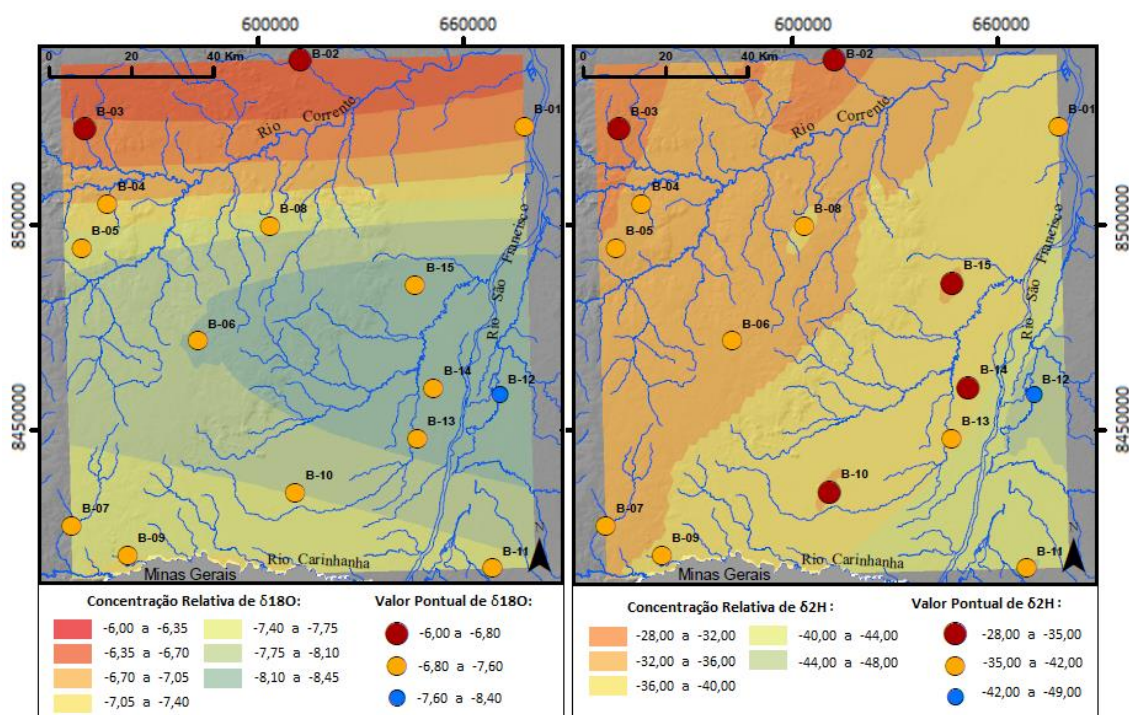 6000000
6600000
0 20 40 Km
B-02
B-03
B-01
Rio Corrente
B-04
B-05
B-08
Rio São Francisco
B-15
B-06
B-14
B-12
B-13
B-10
B-07
B-09
B-11
Rio Carinhanha
Minas Gerais
N
8500000
8450000
6000000
6600000
0 20 40 Km
B-02
B-03
B-01
Rio Corrente
B-04
B-05
B-08
Rio São Francisco
B-15
B-06
B-14
B-12
B-13
B-10
B-07
B-09
B-11
Rio Carinhanha
Minas Gerais
N
8500000
8450000
Concentração Relativa de δ18O:
-6,00 a -6,35
-6,35 a -6,70
-6,70 a -7,05
-7,05 a -7,40
-7,40 a -7,75
-7,75 a -8,10
-8,10 a -8,45
Valor Pontual de δ18O:
-6,00 a -6,80
-6,80 a -7,60
-7,60 a -8,40
Concentração Relativa de δ2H :
-28,00 a -32,00
-32,00 a -36,00
-36,00 a -40,00
-40,00 a -44,00
-44,00 a -48,00
Valor Pontual de δ2H :
-28,00 a -35,00
-35,00 a -42,00
-42,00 a -49,00